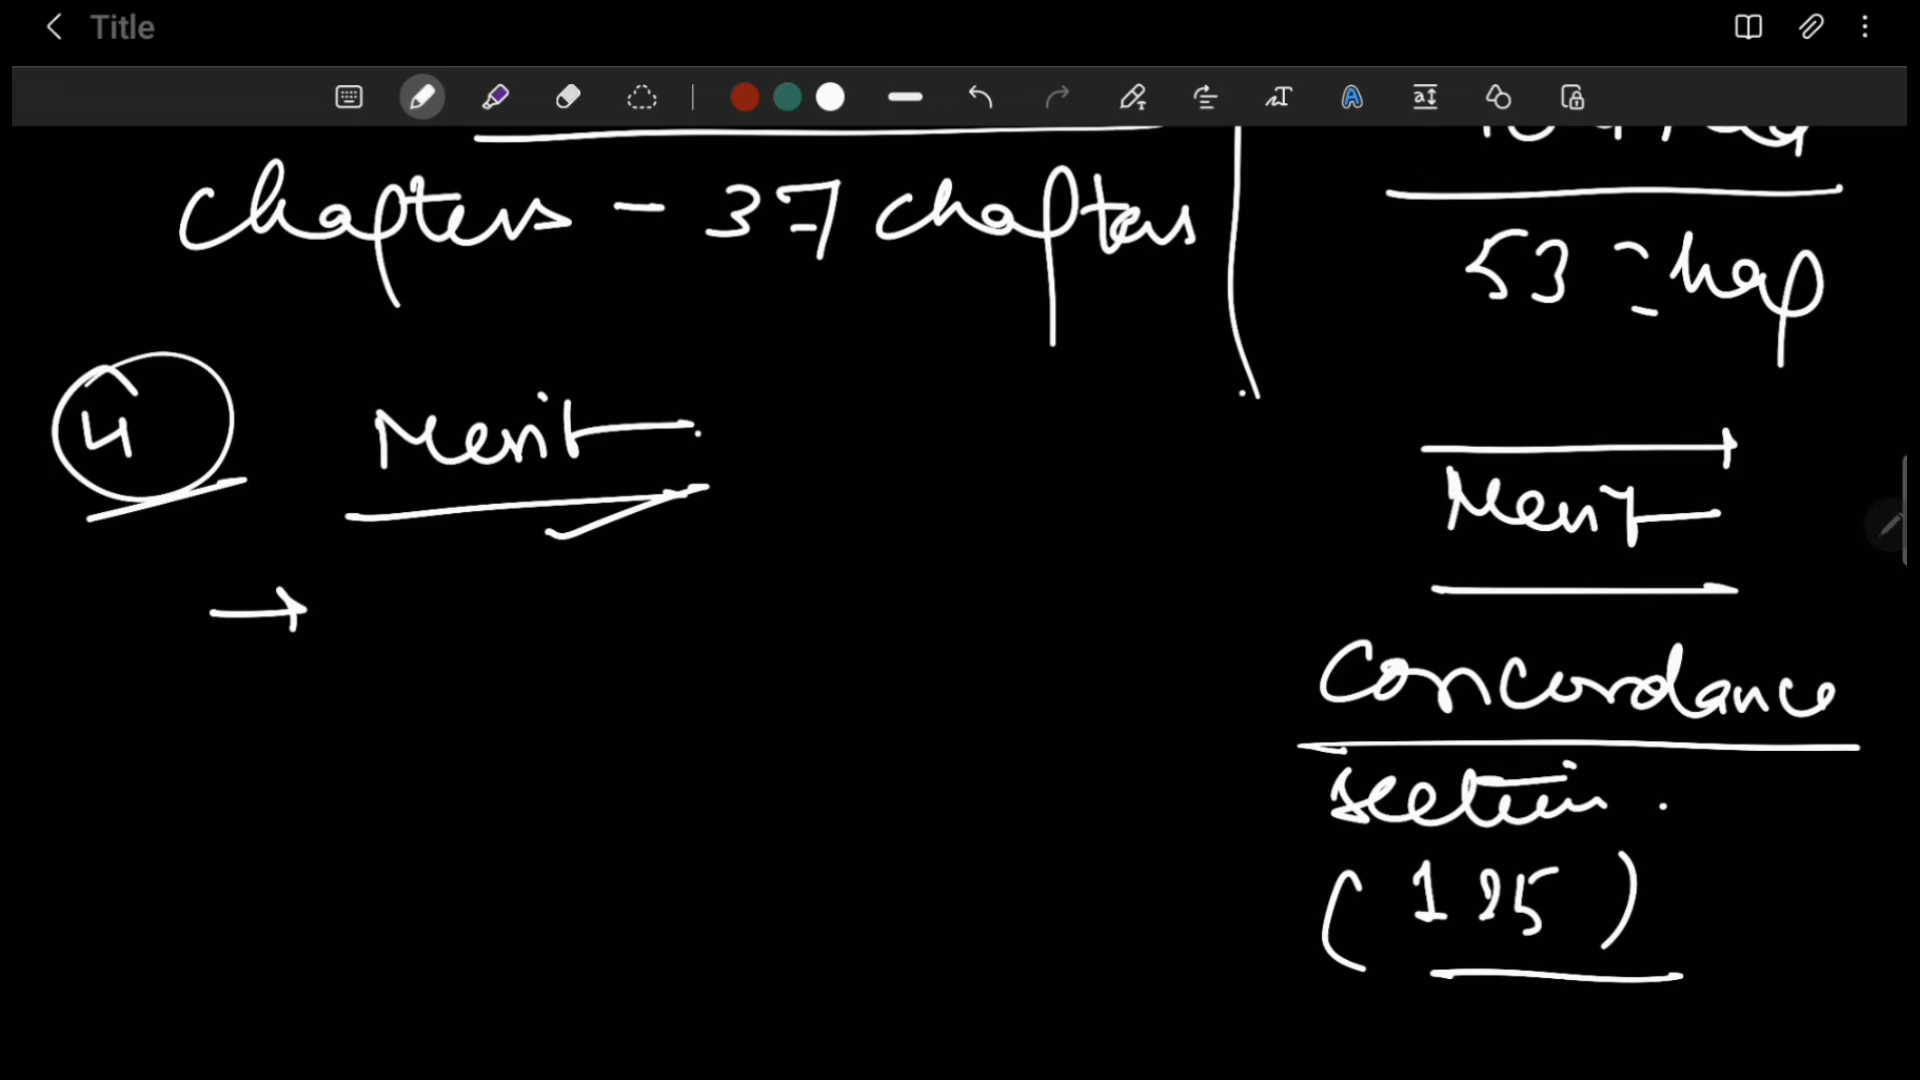 Title
chapters - 37 chapters
53 chap
4 Merit
Merit
→
Concordance
section.
(195)